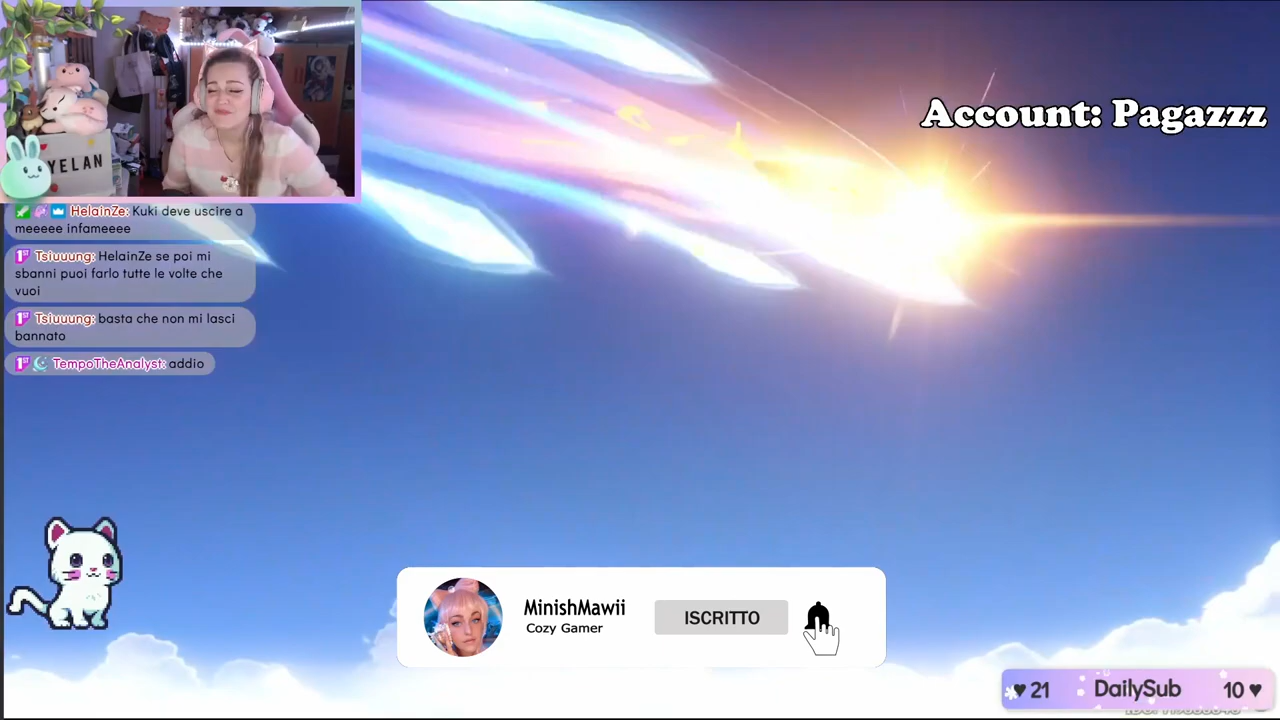 Account: Pagazzz
YELAN
HelainZe: Kuki deve uscire a
meeeee infameeee
Tsiuuung: HelainZe se poi mi
sbanni puoi farlo tutte le volte che
vuoi
Tsiuuung: basta che non mi lasci
bannato
TempoTheAnalyst: addio
MinishMawii
Cozy Gamer
ISCRITTO
21 DailySub 10